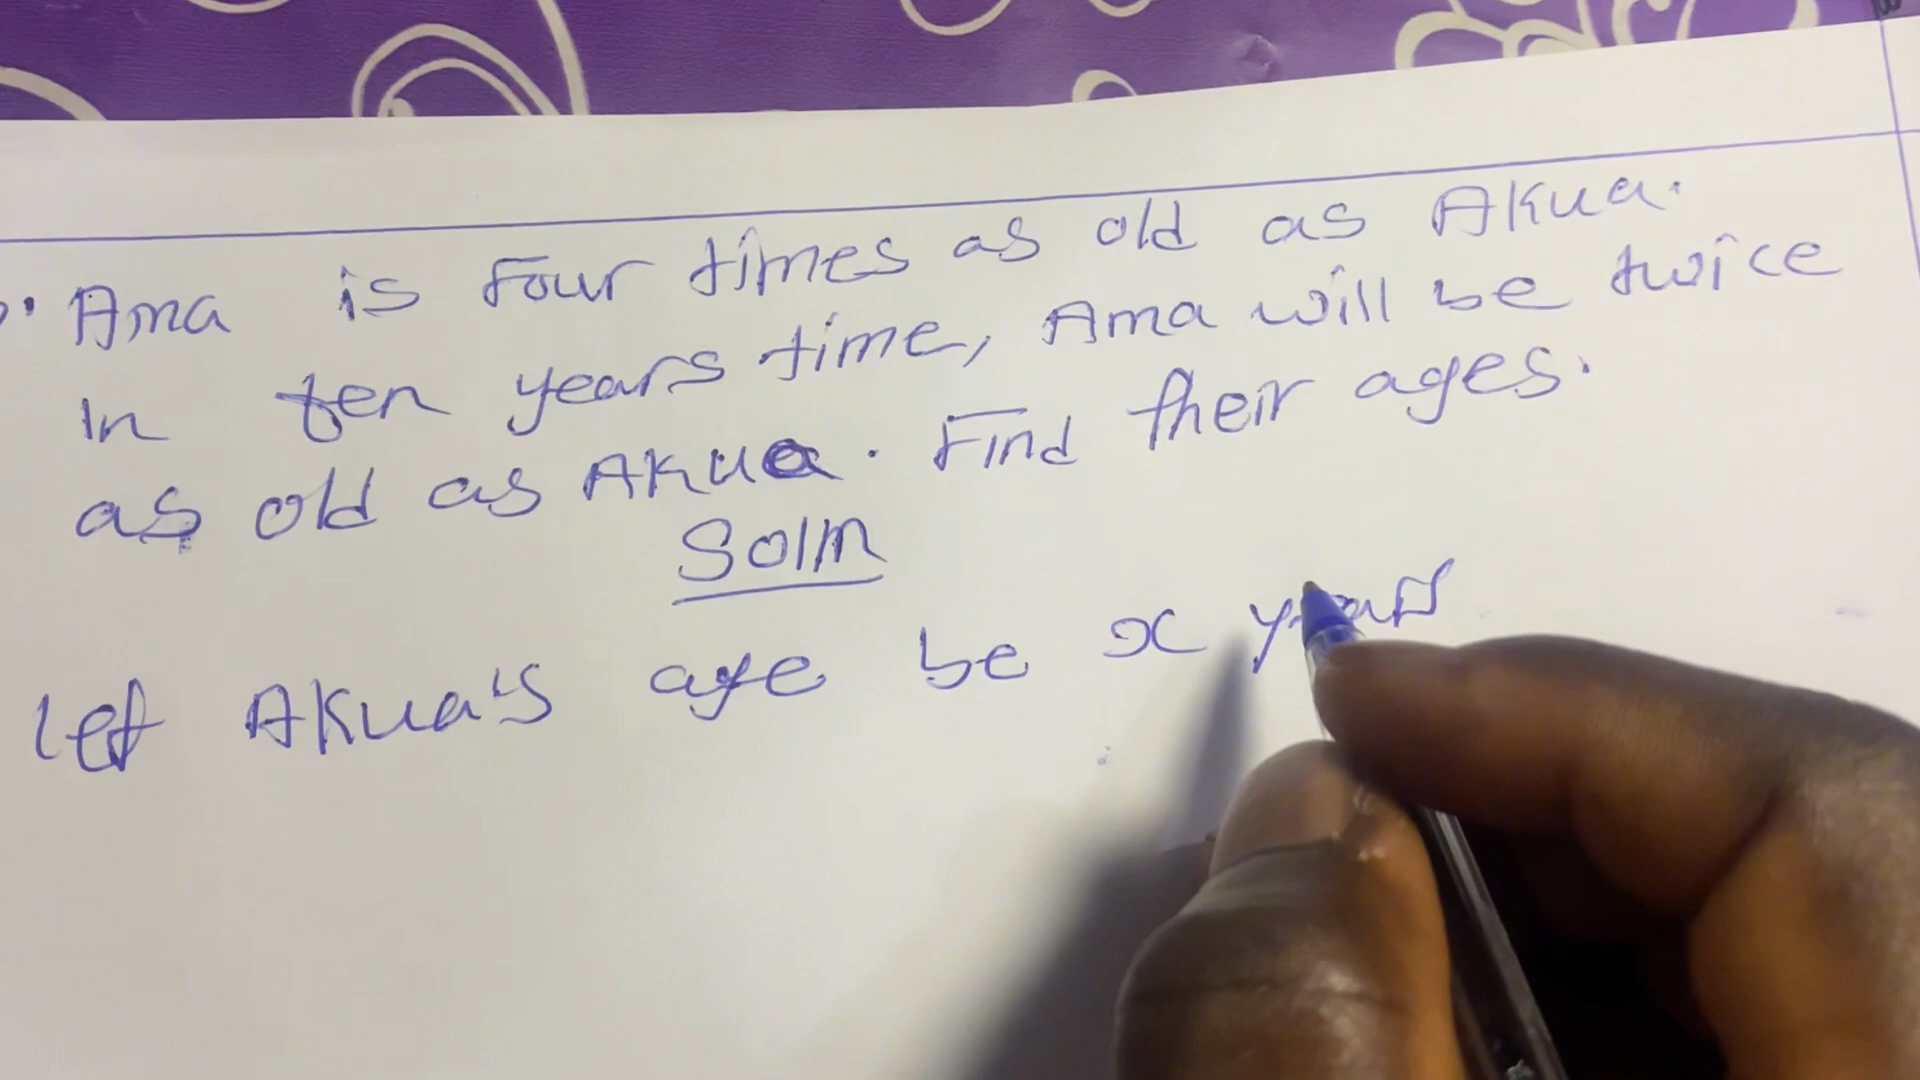 Ama is four times as old as Akua.
In ten years time, Ama will be twice
as old as Akua. Find their ages.
Soln
Let Akua's age be x years